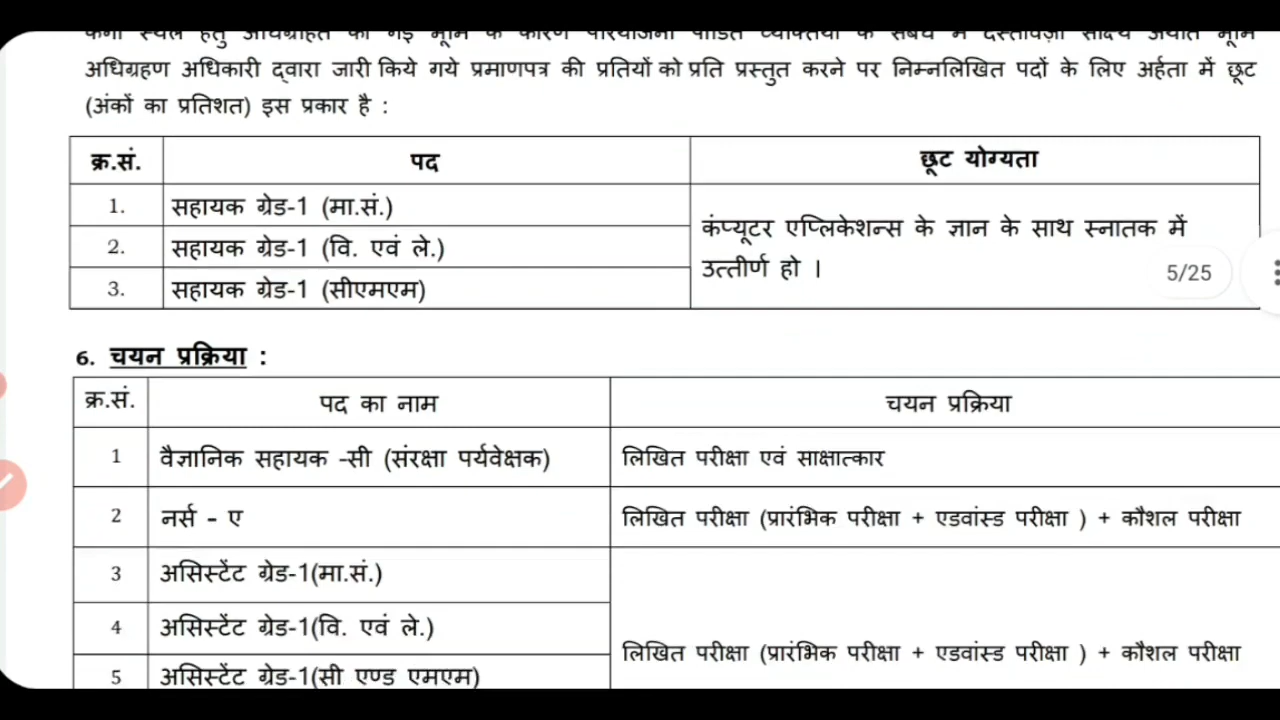 अधिग्रहण अधिकारी द्वारा जारी किये गये प्रमाणपत्र की प्रतियों को प्रति प्रस्तुत करने पर निम्नलिखित पदों के लिए अर्हता में छूट
(अंकों का प्रतिशत) इस प्रकार है :
क्र.सं. पद छूट योग्यता
1. सहायक ग्रेड-1 (मा.सं.)
2. सहायक ग्रेड-1 (वि. एवं ले.)
3. सहायक ग्रेड-1 (सीएमएम)
कंप्यूटर एप्लिकेशन्स के ज्ञान के साथ स्नातक में
उत्तीर्ण हो ।
5/25
6. चयन प्रक्रिया :
क्र.सं. पद का नाम चयन प्रक्रिया
1 वैज्ञानिक सहायक -सी (संरक्षा पर्यवेक्षक) लिखित परीक्षा एवं साक्षात्कार
2 नर्स - ए लिखित परीक्षा (प्रारंभिक परीक्षा + एडवांस्ड परीक्षा ) + कौशल परीक्षा
3 असिस्टेंट ग्रेड-1(मा.सं.)
4 असिस्टेंट ग्रेड-1(वि. एवं ले.)
लिखित परीक्षा (प्रारंभिक परीक्षा + एडवांस्ड परीक्षा ) + कौशल परीक्षा
5 असिस्टेंट ग्रेड-1(सी एण्ड एमएम)